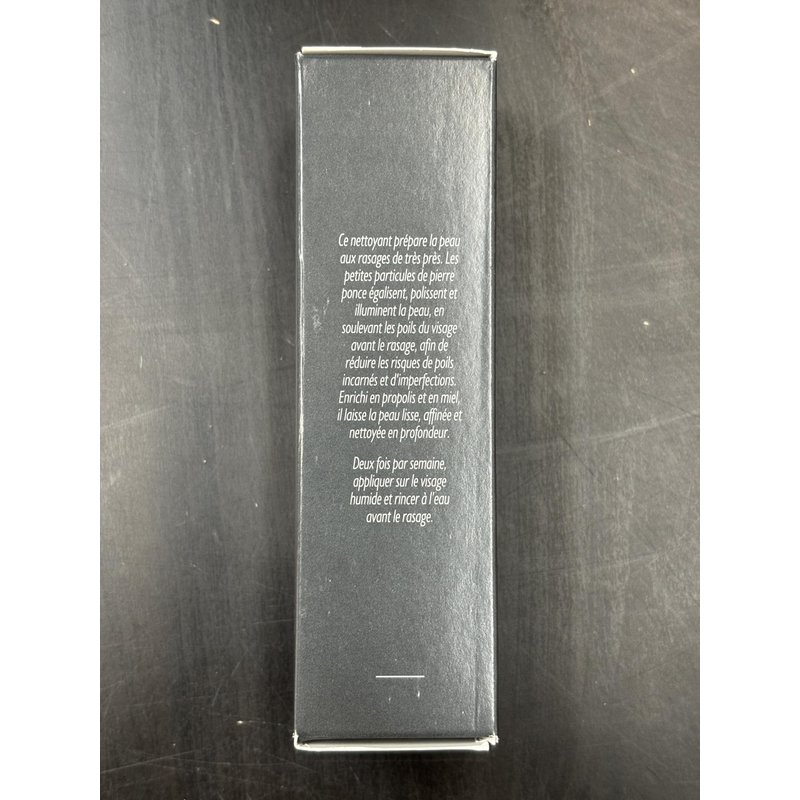 Ce nettoyant prépare la peau
aux rasages de très près. Les
petites particules de pierre
ponce égalisent, polissent et
illuminent la peau, en
soulevant les poils du visage
avant le rasage, afin de
réduire les risques de poils
incarnés et d'imperfections.
Enrichi en propolis et en miel,
il laisse la peau lisse, affinée et
nettoyée en profondeur.
Deux fois par semaine,
appliquer sur le visage
humide et rincer à l'eau
avant le rasage.